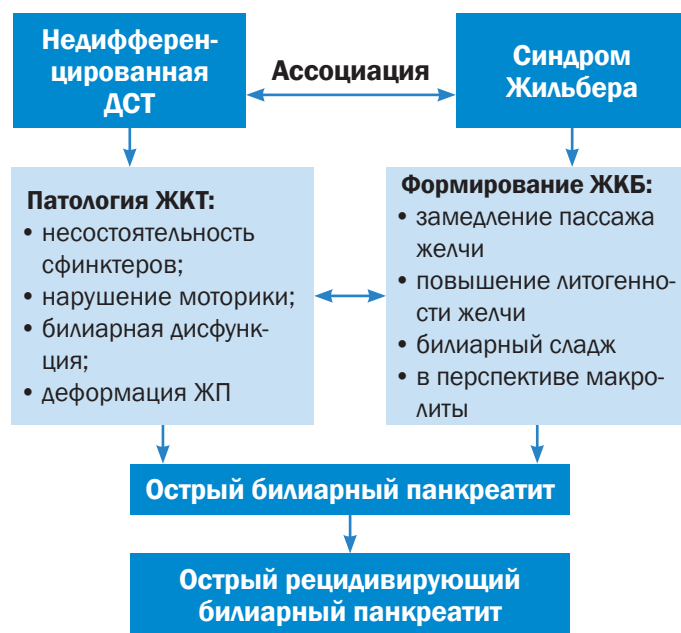 Недифферен-
цированная
ДСТ
Ассоциация
Синдром
Жильбера
Патология ЖКТ:
• несостоятельность
сфинктеров;
• нарушение моторики;
• билиарная дисфунк-
ция;
• деформация ЖП
Формирование ЖКБ:
• замедление пассажа
желчи
• повышение литогенно-
сти желчи
• билиарный сладж
• в перспективе макро-
литы
Острый билиарный панкреатит
Острый рецидивирующий
билиарный панкреатит